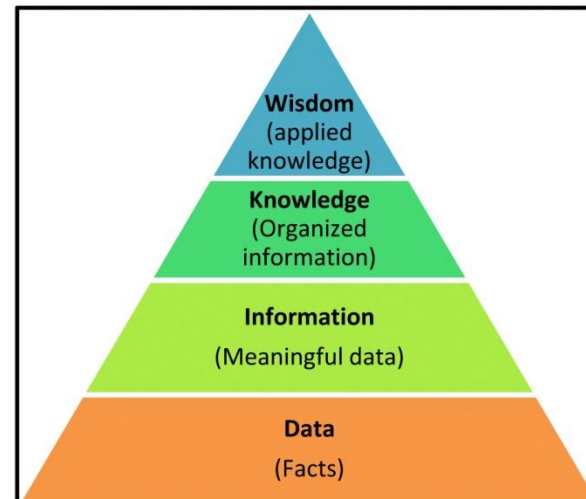 Wisdom
(applied
knowledge)
Knowledge
(Organized
information)
Information
(Meaningful data)
Data
(Facts)